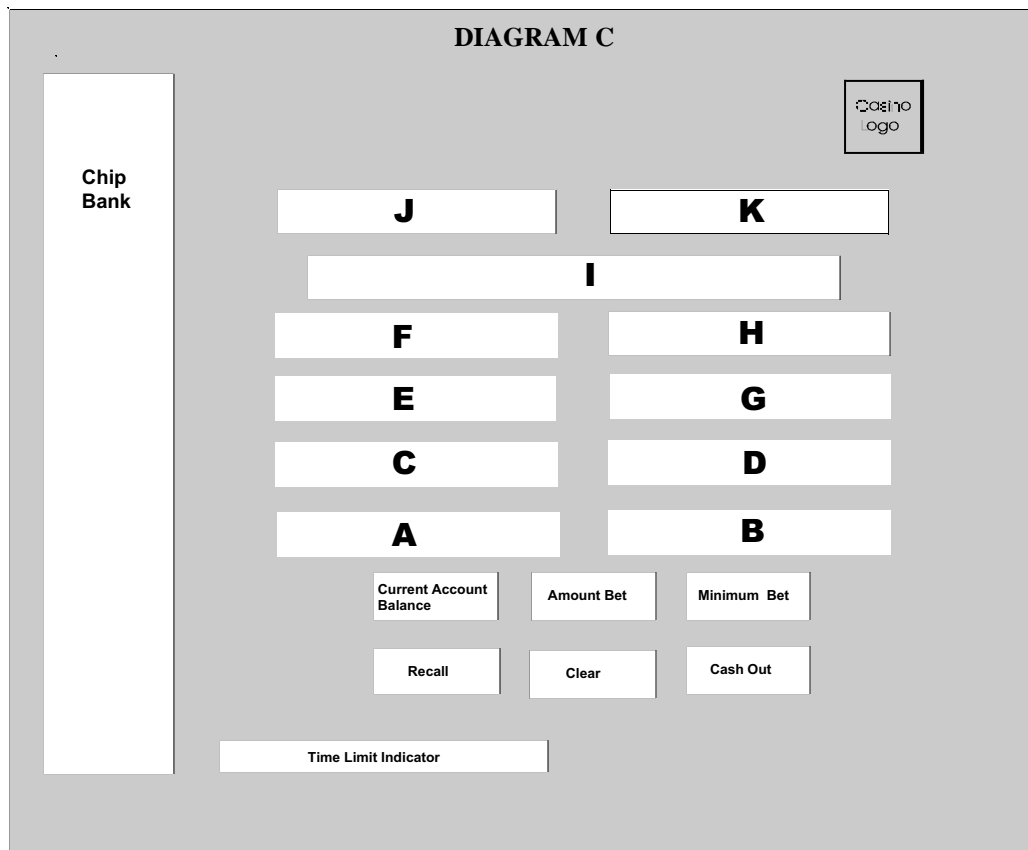 DIAGRAM C
Casino
Logo
Chip
Bank
J
K
I
F
H
E
G
C
D
A
B
Current Account
Balance
Amount Bet
Minimum Bet
Recall
Clear
Cash Out
Time Limit Indicator